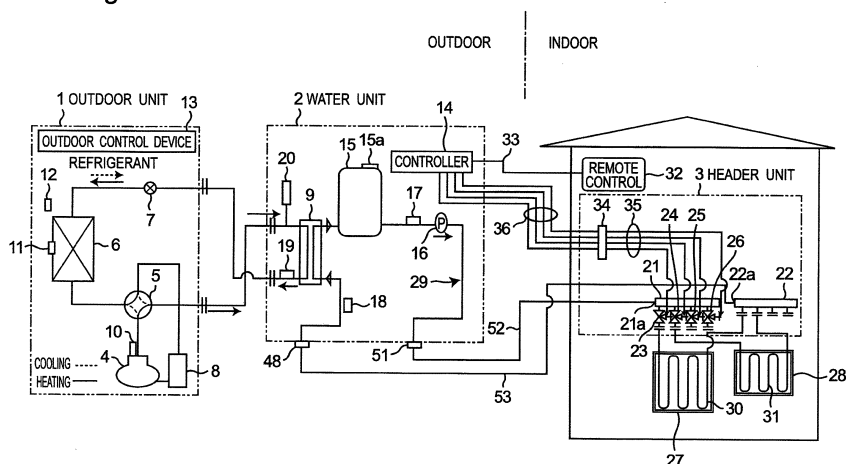 OUTDOOR INDOOR
1 OUTDOOR UNIT 13
OUTDOOR CONTROL DEVICE
REFRIGERANT
12
7
11
6
5
10
4
8
COOLING
HEATING
2 WATER UNIT 14
15 15a
CONTROLLER
33
20
9
17
16
19
18
29
36
48
51
52
53
REMOTE CONTROL 32
3 HEADER UNIT
34 35 24 25 26
21 22a 22
21a
23
30
31
28
27